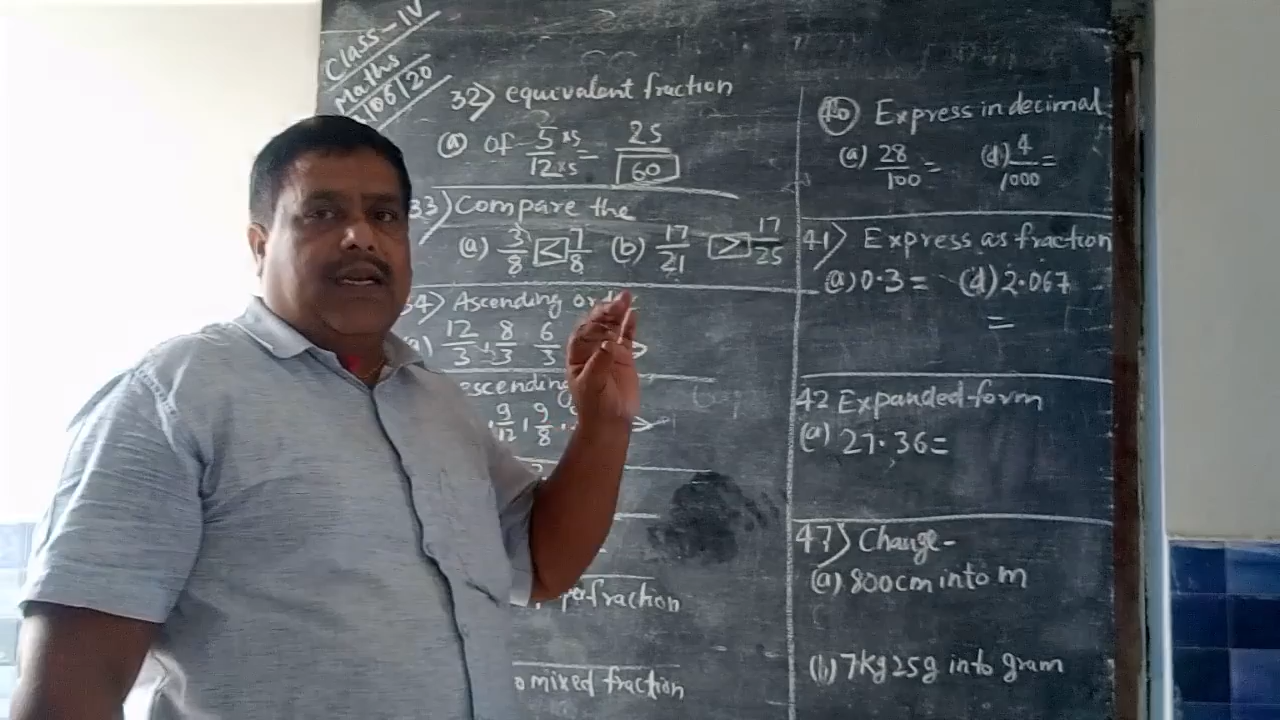 Class-IV
Maths
/06/20
32) equivalent fraction
(a) of 5/12 ×5 ×5 = 25/60
33) Compare the
(a) 3/8 < 7/8 (b) 17/21 > 17/25
34) Ascending order
12/3, 8/3 6/3
escending
9/12, 9/8,
fraction
o mixed fraction
40 Express in decimal
(a) 28/100 = (d) 4/1000 =
41) Express as fraction
(a) 0.3 = (d) 2.067
=
42 Expanded form
(a) 27.36=
47) Change-
(a) 800cm into m
(b) 7kg 25g into gram